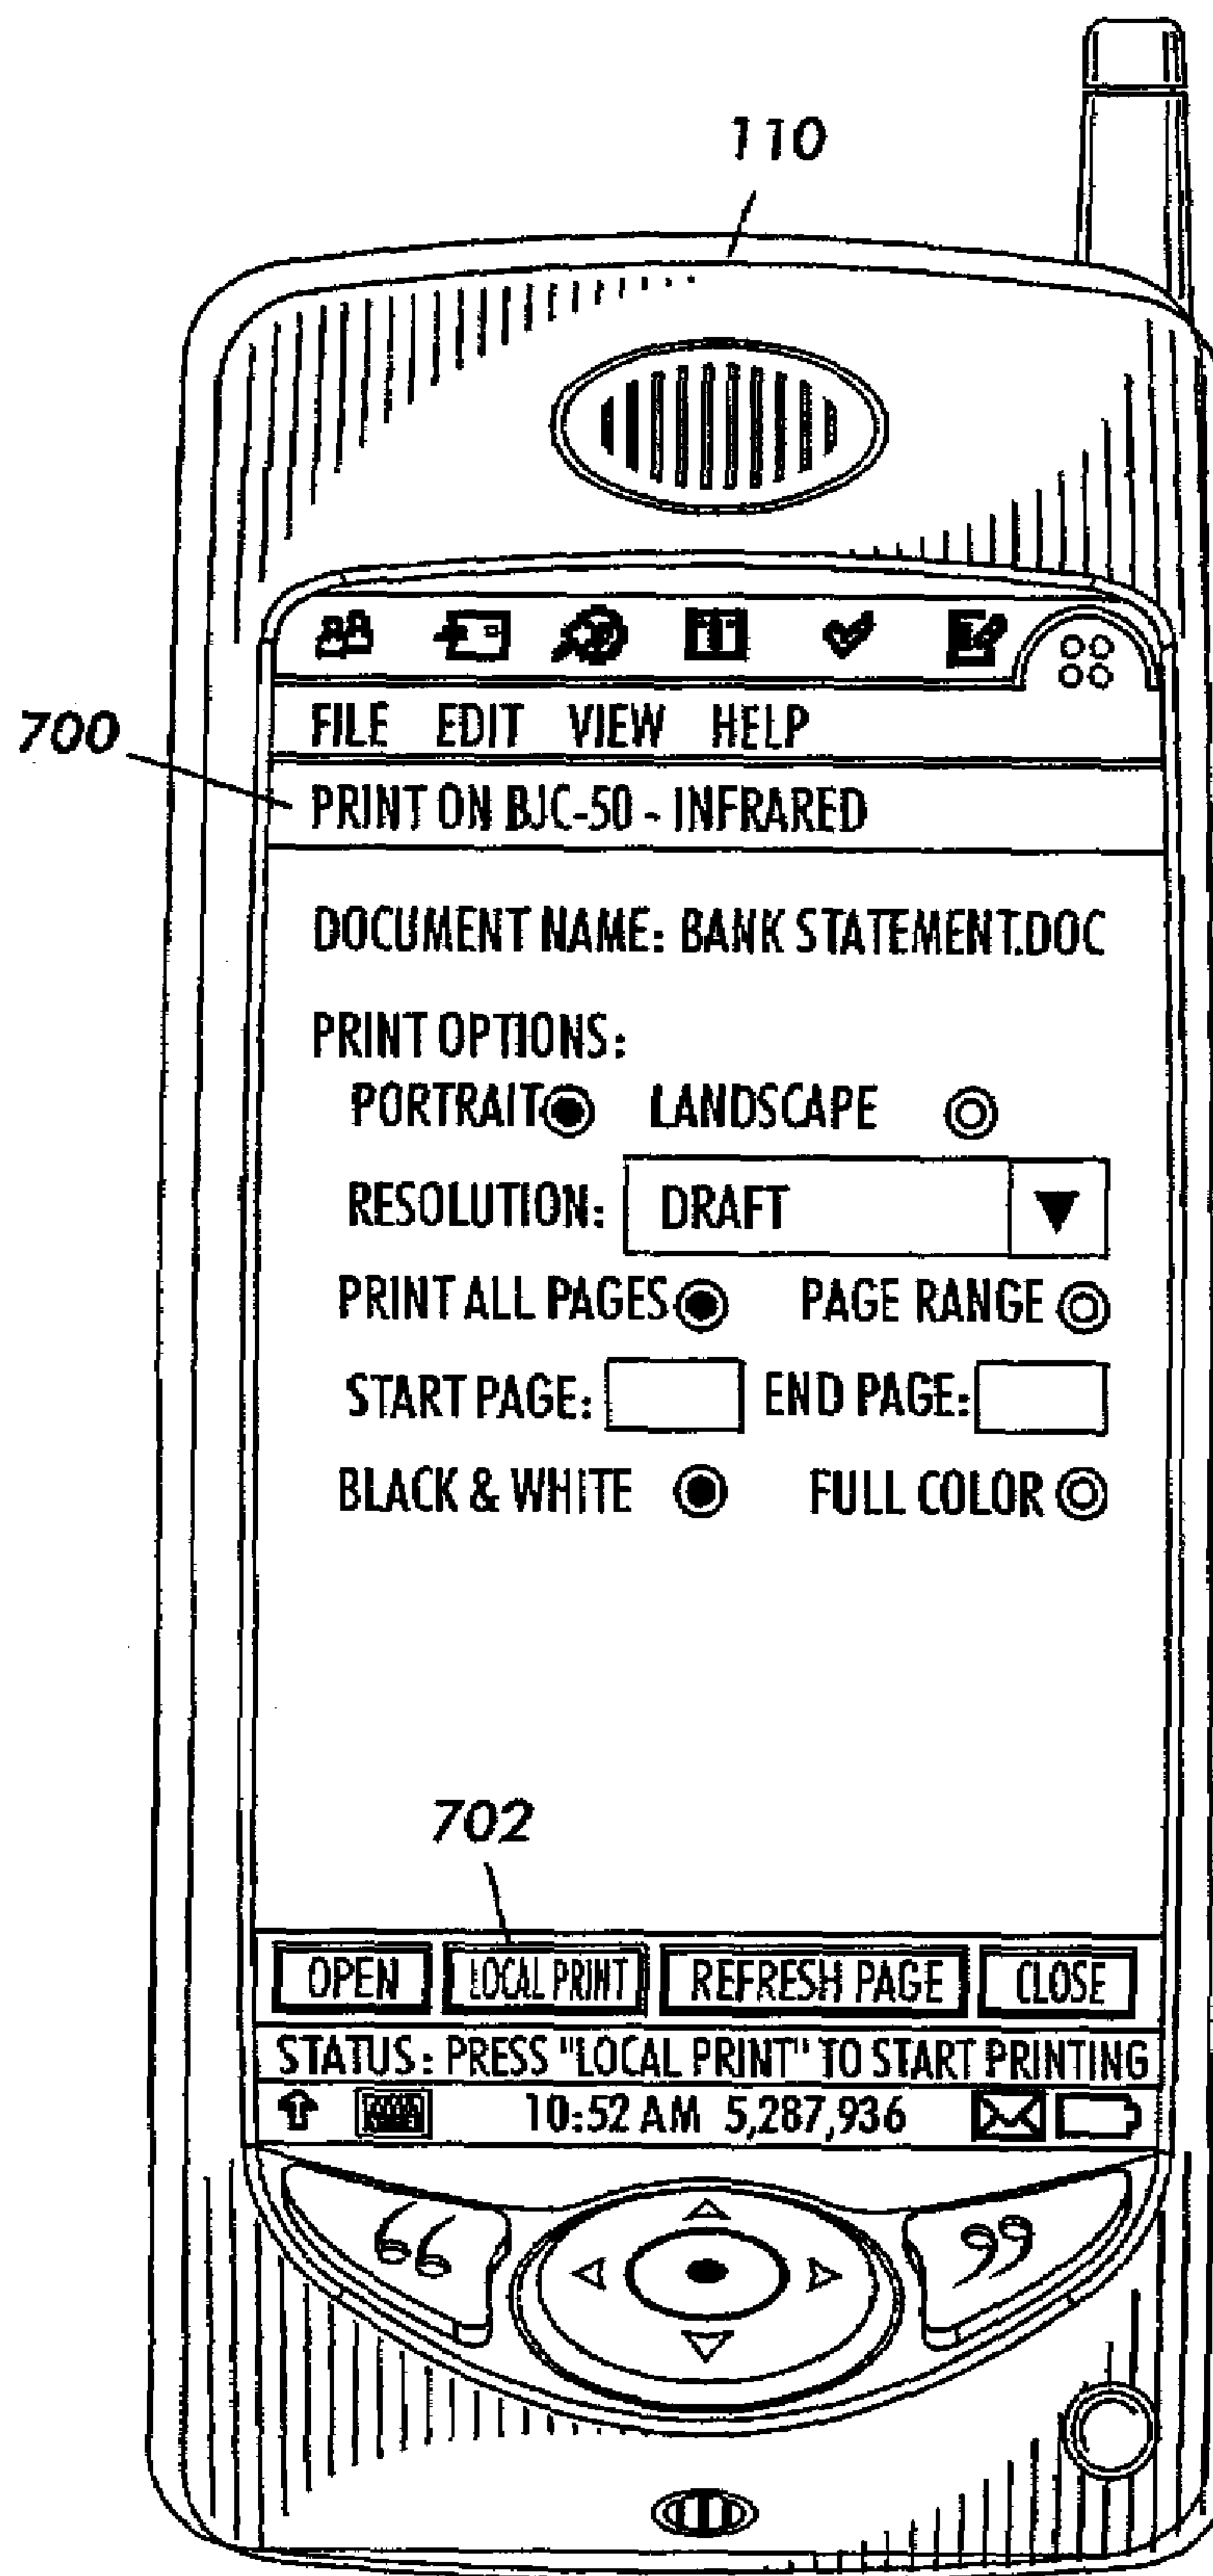 110
FILE EDIT VIEW HELP
700
PRINT ON BJC-50 - INFRARED
DOCUMENT NAME: BANK STATEMENT.DOC
PRINT OPTIONS:
PORTRAIT LANDSCAPE
RESOLUTION: DRAFT
PRINT ALL PAGES PAGE RANGE
START PAGE: END PAGE:
BLACK & WHITE FULL COLOR
702
OPEN LOCAL PRINT REFRESH PAGE CLOSE
STATUS: PRESS "LOCAL PRINT" TO START PRINTING
10:52 AM 5,287,936